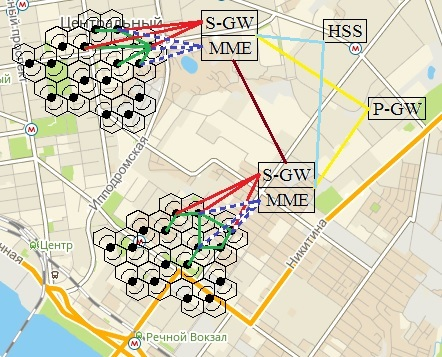 Центральный
S-GW
MME
HSS
P-GW
Ипподромская
S-GW
MME
Никитина
Центр
Речной Вокзал